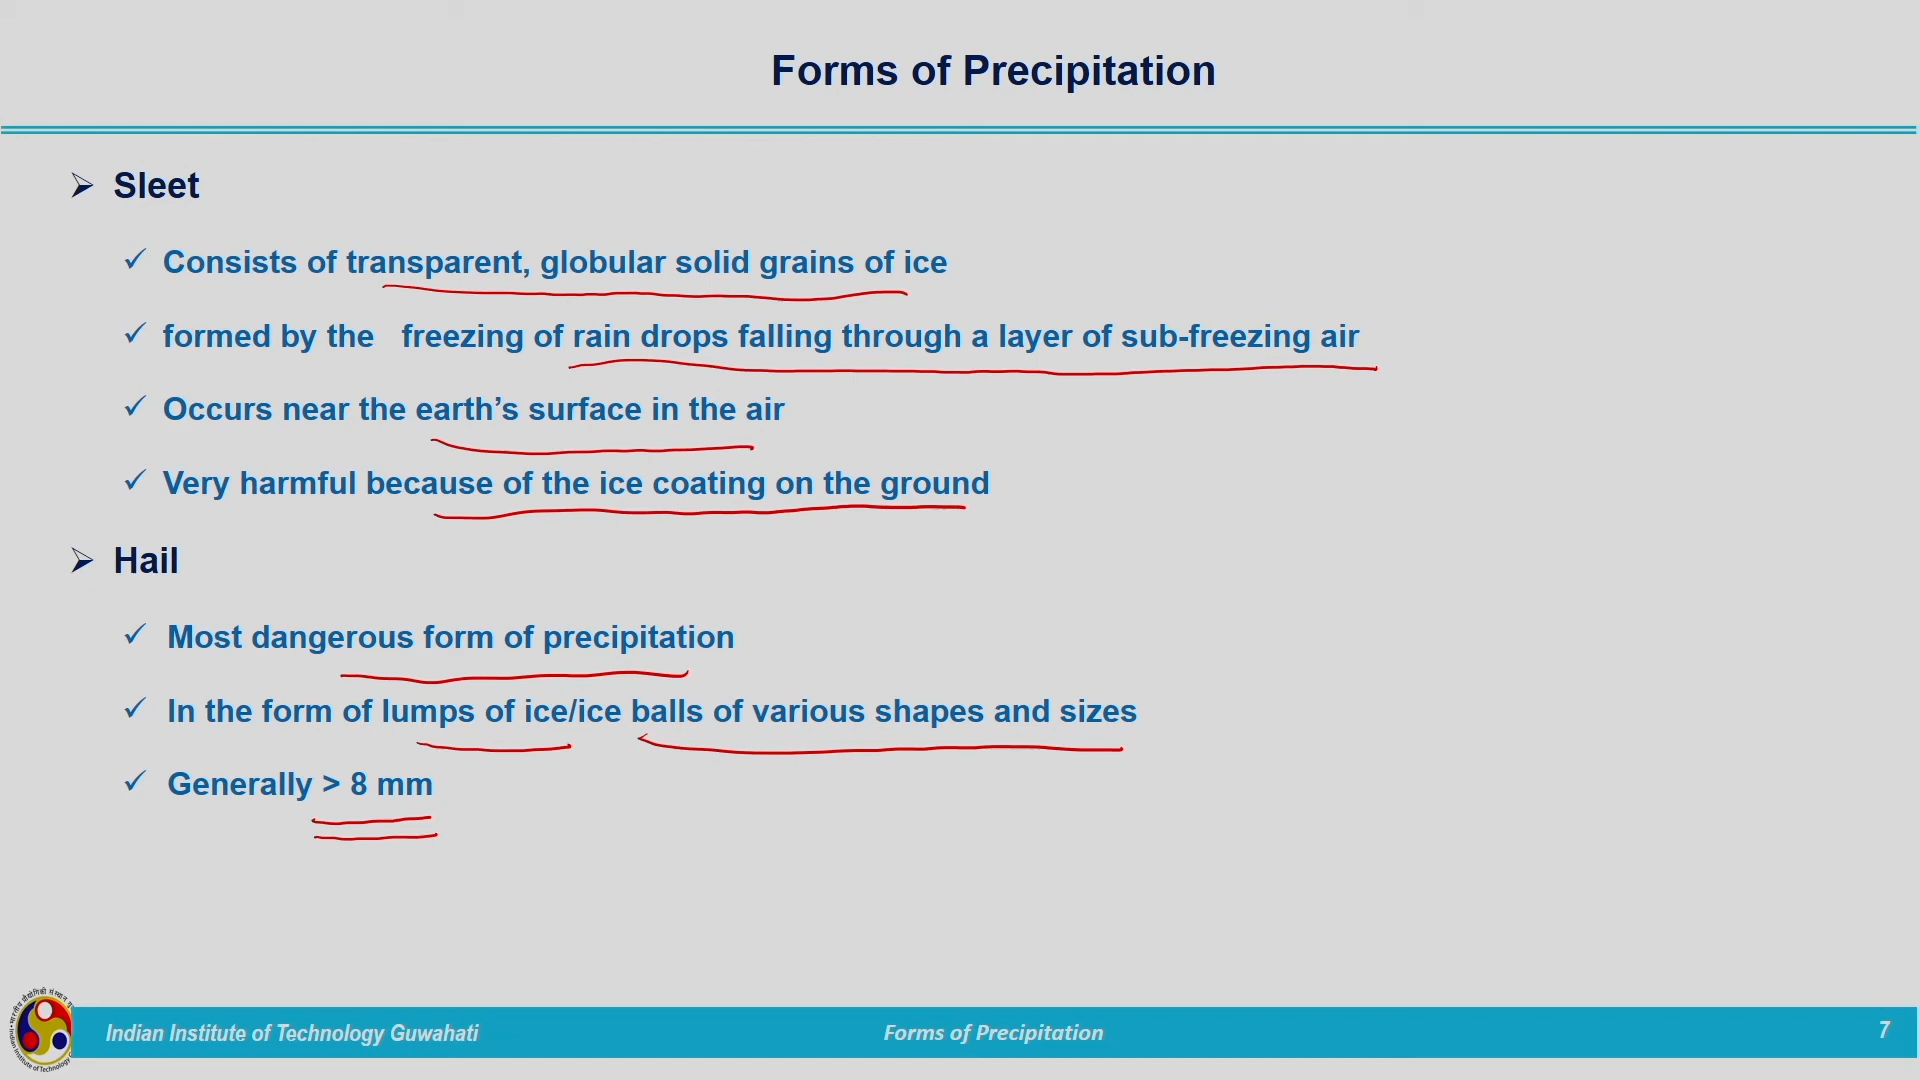 Forms of Precipitation
Sleet
Consists of transparent, globular solid grains of ice
formed by the freezing of rain drops falling through a layer of sub-freezing air
Occurs near the earth’s surface in the air
Very harmful because of the ice coating on the ground
Hail
Most dangerous form of precipitation
In the form of lumps of ice/ice balls of various shapes and sizes
Generally > 8 mm
Indian Institute of Technology Guwahati
Forms of Precipitation
7